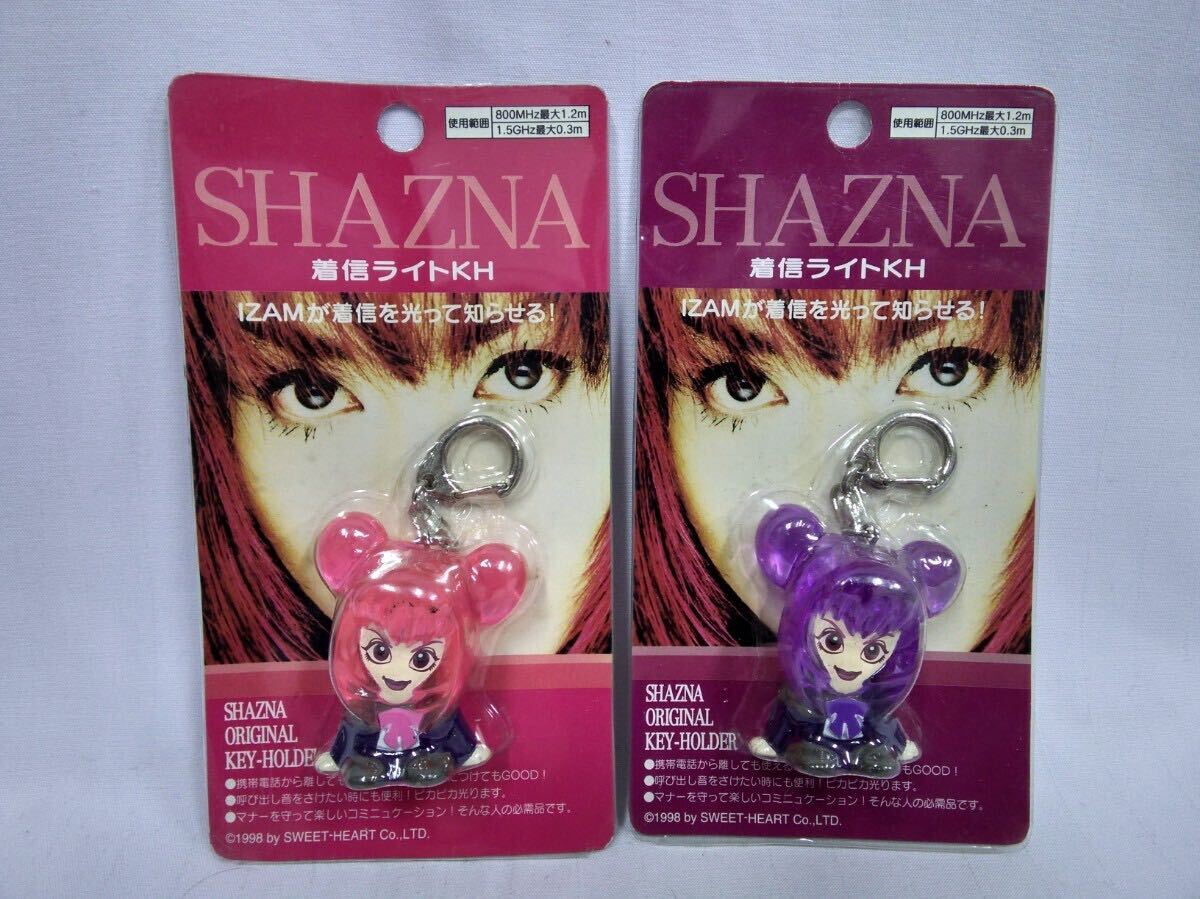 使用範囲
800MHz最大1.2m
1.5GHz最大0.3m
SHAZNA
着信ライトKH
IZAMが着信を光って知らせる!
SHAZNA
ORIGINAL
KEY-HOLDE
●携帯電話から離しても
つけてもGOOD!
●呼び出し音をさけたい時にも便利!ピカピカ光ります。
●マナーを守って楽しいコミニュケーション!そんな人の必需品です。
©1998 by SWEET-HEART Co.,LTD.
使用範囲
800MHz最大1.2m
1.5GHz最大0.3m
SHAZNA
着信ライトKH
IZAMが着信を光って知らせる!
SHAZNA
ORIGINAL
KEY-HOLDER
●携帯電話から離しても使える
もGOOD!
●呼び出し音をさけたい時にも便利!ピカピカ光ります。
●マナーを守って楽しいコミニュケーション!そんな人の必需品です。
©1998 by SWEET-HEART Co.,LTD.